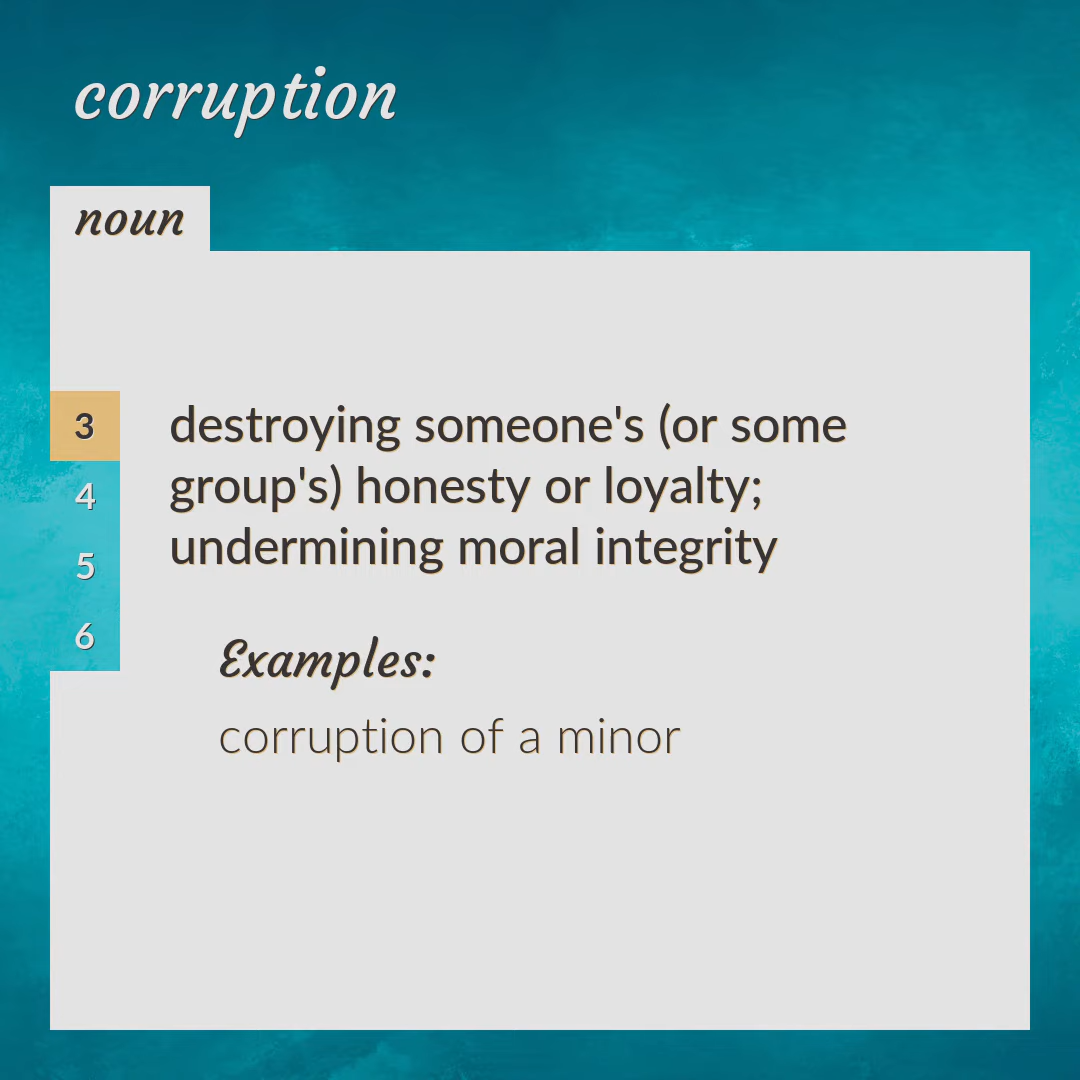 corruption
noun
3
destroying someone's (or some
group's) honesty or loyalty;
undermining moral integrity
4
5
6
Examples:
corruption of a minor